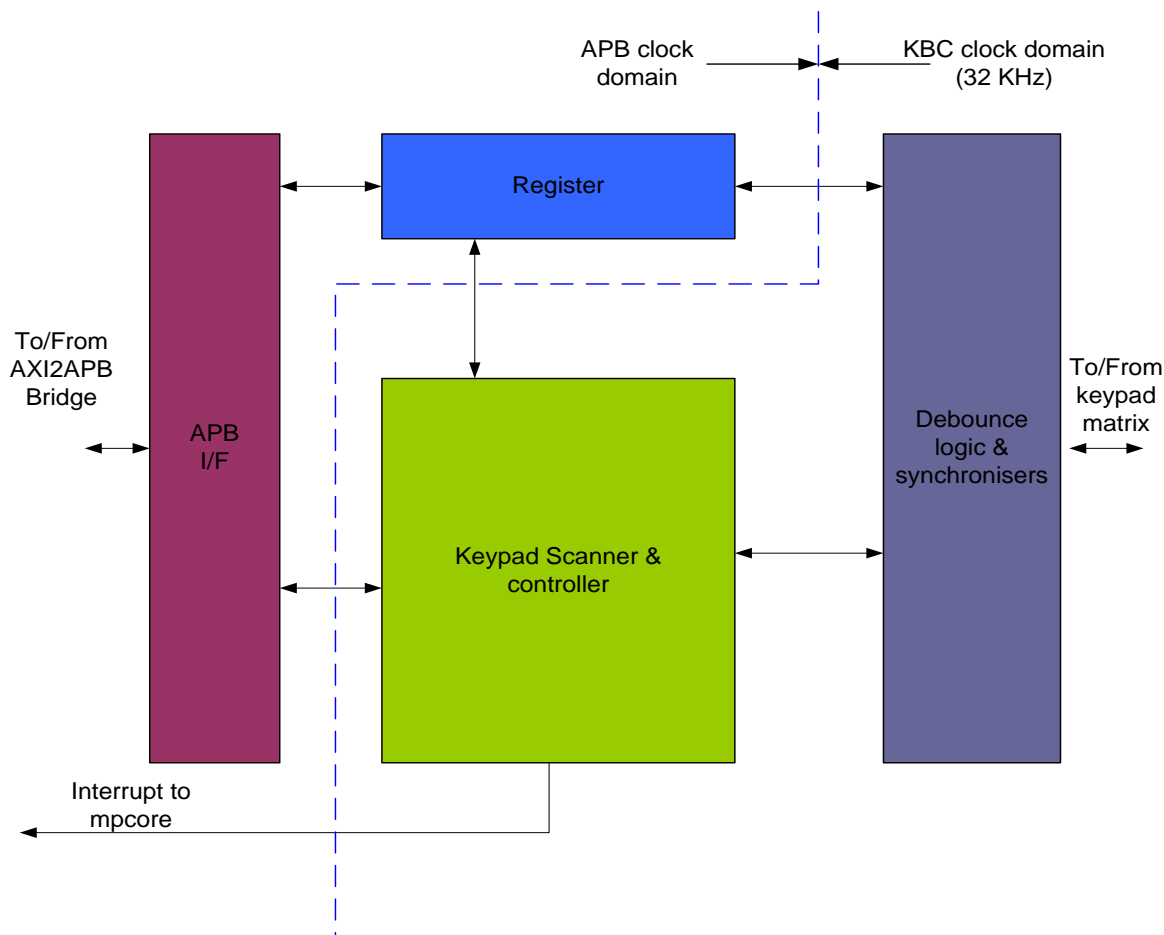 APB clock
domain
KBC clock domain
(32 KHz)
Register
To/From
AXI2APB
Bridge
APB
I/F
Keypad Scanner &
controller
Debounce
logic &
synchronisers
To/From
keypad
matrix
Interrupt to
mpcore